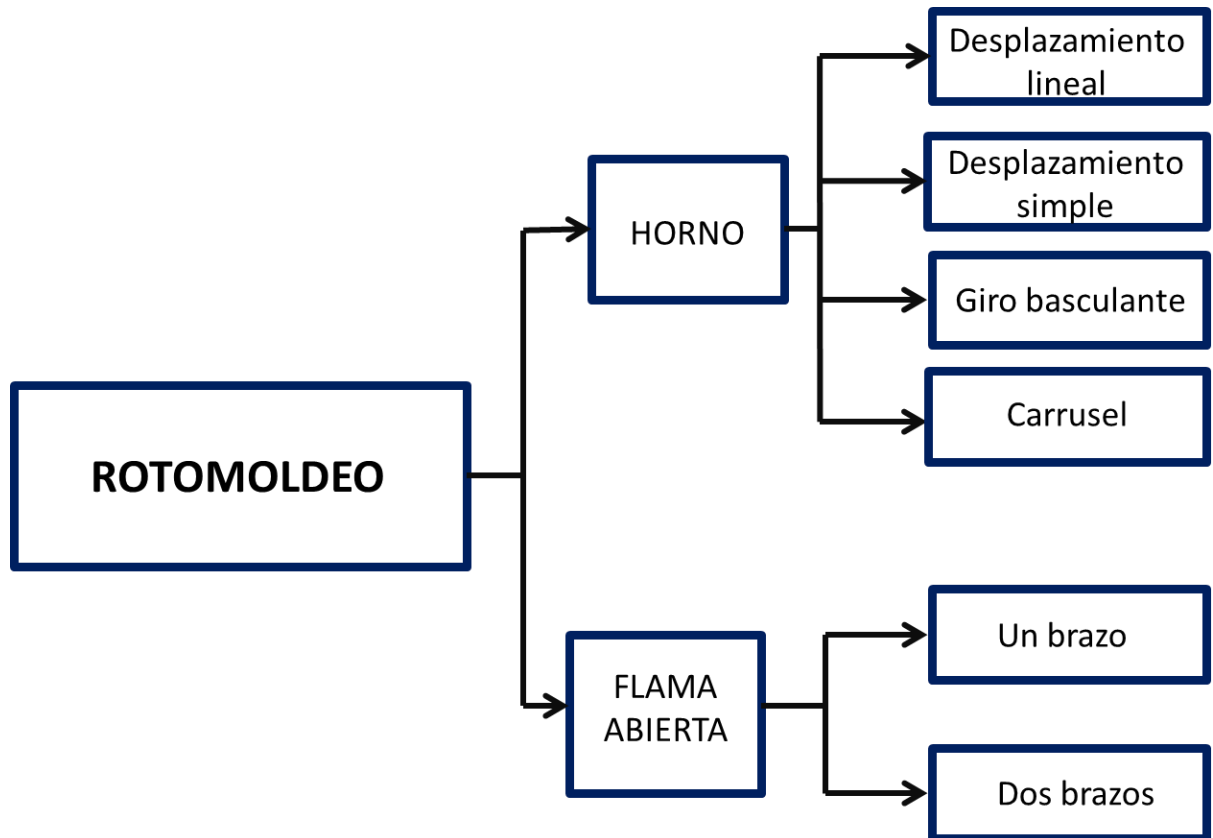 Desplazamiento
lineal
Desplazamiento
simple
HORNO
Giro basculante
Carrusel
ROTOMOLDEO
Un brazo
FLAMA
ABIERTA
Dos brazos